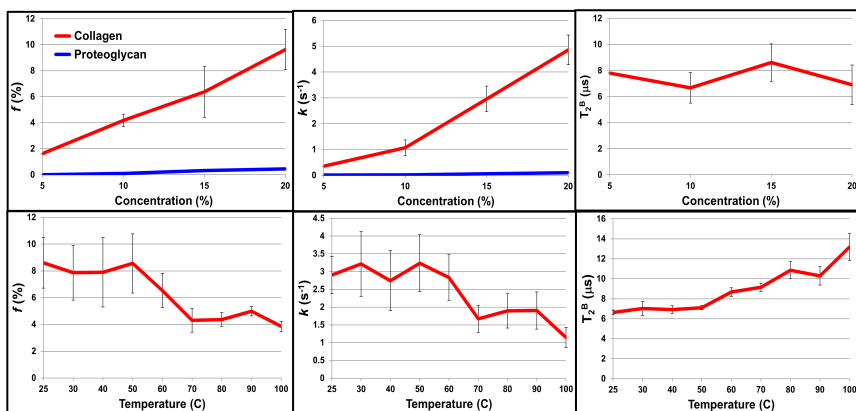 12
10
8
6
4
2
0
f (%)
Collagen
Proteoglycan
5 10 15 20
Concentration (%)
6
5
4
3
2
1
0
k (s⁻¹)
5 10 15 20
Concentration (%)
12
10
8
6
4
2
0
T₂ᴮ (µs)
5 10 15 20
Concentration (%)
12
10
8
6
4
2
0
f (%)
25 30 40 50 60 70 80 90 100
Temperature (C)
4.5
4
3.5
3
2.5
2
1.5
1
0.5
0
k (s⁻¹)
25 30 40 50 60 70 80 90 100
Temperature (C)
16
14
12
10
8
6
4
2
0
T₂ᴮ (µs)
25 30 40 50 60 70 80 90 100
Temperature (C)